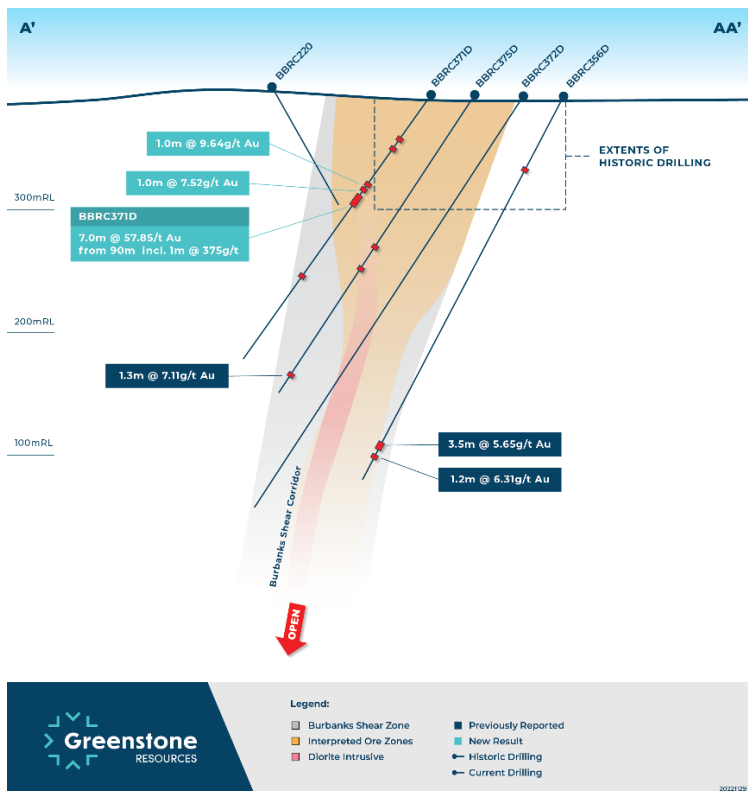 A’
AA’
BBRC220
BBRC371D
BBRC375D
BBRC372D
BBRC356D
1.0m @ 9.64g/t Au
EXTENTS OF
HISTORIC DRILLING
1.0m @ 7.52g/t Au
300mRL
BBRC371D
7.0m @ 57.85/t Au
from 90m incl. 1m @ 375g/t
200mRL
1.3m @ 7.11g/t Au
100mRL
3.5m @ 5.65g/t Au
1.2m @ 6.31g/t Au
Burbanks Shear Corridor
OPEN
Greenstone
RESOURCES
Legend:
Burbanks Shear Zone
Interpreted Ore Zones
Diorite Intrusive
Previously Reported
New Result
Historic Drilling
Current Drilling
20221129